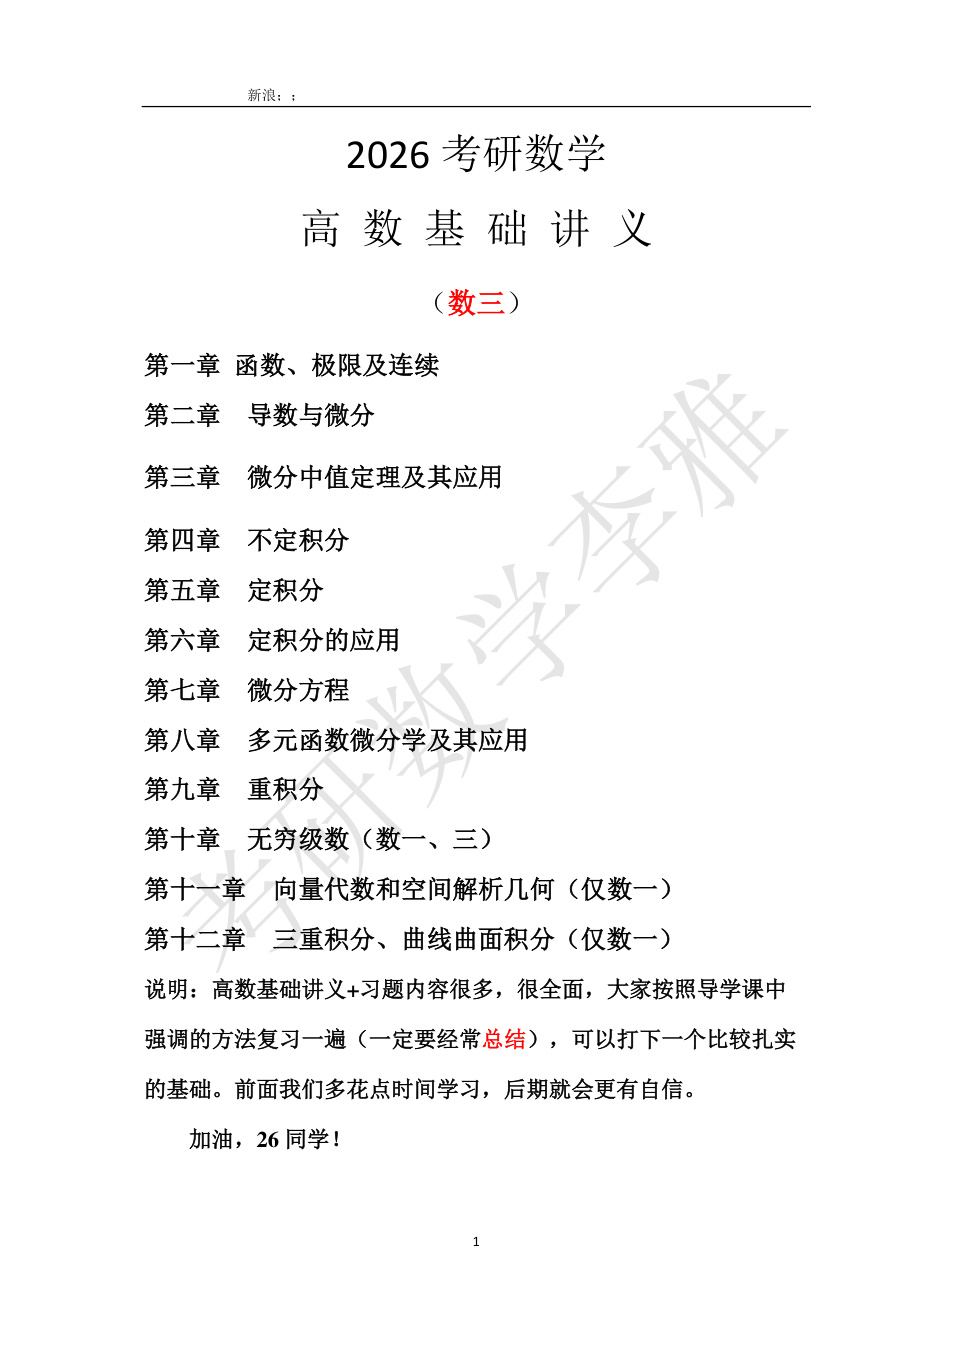 新浪：；
2026 考研数学
高 数 基 础 讲 义
（数三）
第一章 函数、极限及连续
第二章 导数与微分
第三章 微分中值定理及其应用
第四章 不定积分
第五章 定积分
第六章 定积分的应用
第七章 微分方程
第八章 多元函数微分学及其应用
第九章 重积分
第十章 无穷级数（数一、三）
第十一章 向量代数和空间解析几何（仅数一）
第十二章 三重积分、曲线曲面积分（仅数一）
说明：高数基础讲义+习题内容很多，很全面，大家按照导学课中
强调的方法复习一遍（一定要经常总结），可以打下一个比较扎实
的基础。前面我们多花点时间学习，后期就会更有自信。
加油，26 同学！
考研数学李雅
1